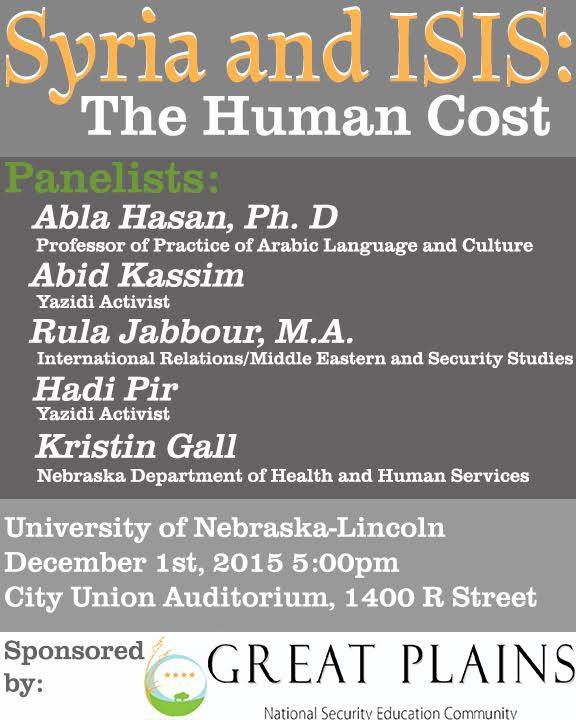 Syria and ISIS:
The Human Cost
Panelists:
Abla Hasan, Ph. D
Professor of Practice of Arabic Language and Culture
Abid Kassim
Yazidi Activist
Rula Jabbour, M.A.
International Relations/Middle Eastern and Security Studies
Hadi Pir
Yazidi Activist
Kristin Gall
Nebraska Department of Health and Human Services
University of Nebraska-Lincoln
December 1st, 2015 5:00pm
City Union Auditorium, 1400 R Street
Sponsored
by:
GREAT PLAINS
National Security Education Community